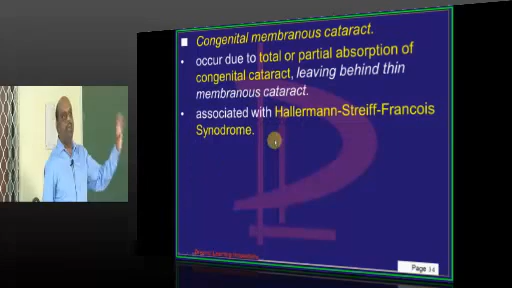 Congenital membranous cataract.
occur due to total or partial absorption of
congenital cataract, leaving behind thin
membranous cataract.
associated with Hallermann-Streiff-Francois
Synodrome.
Page 14